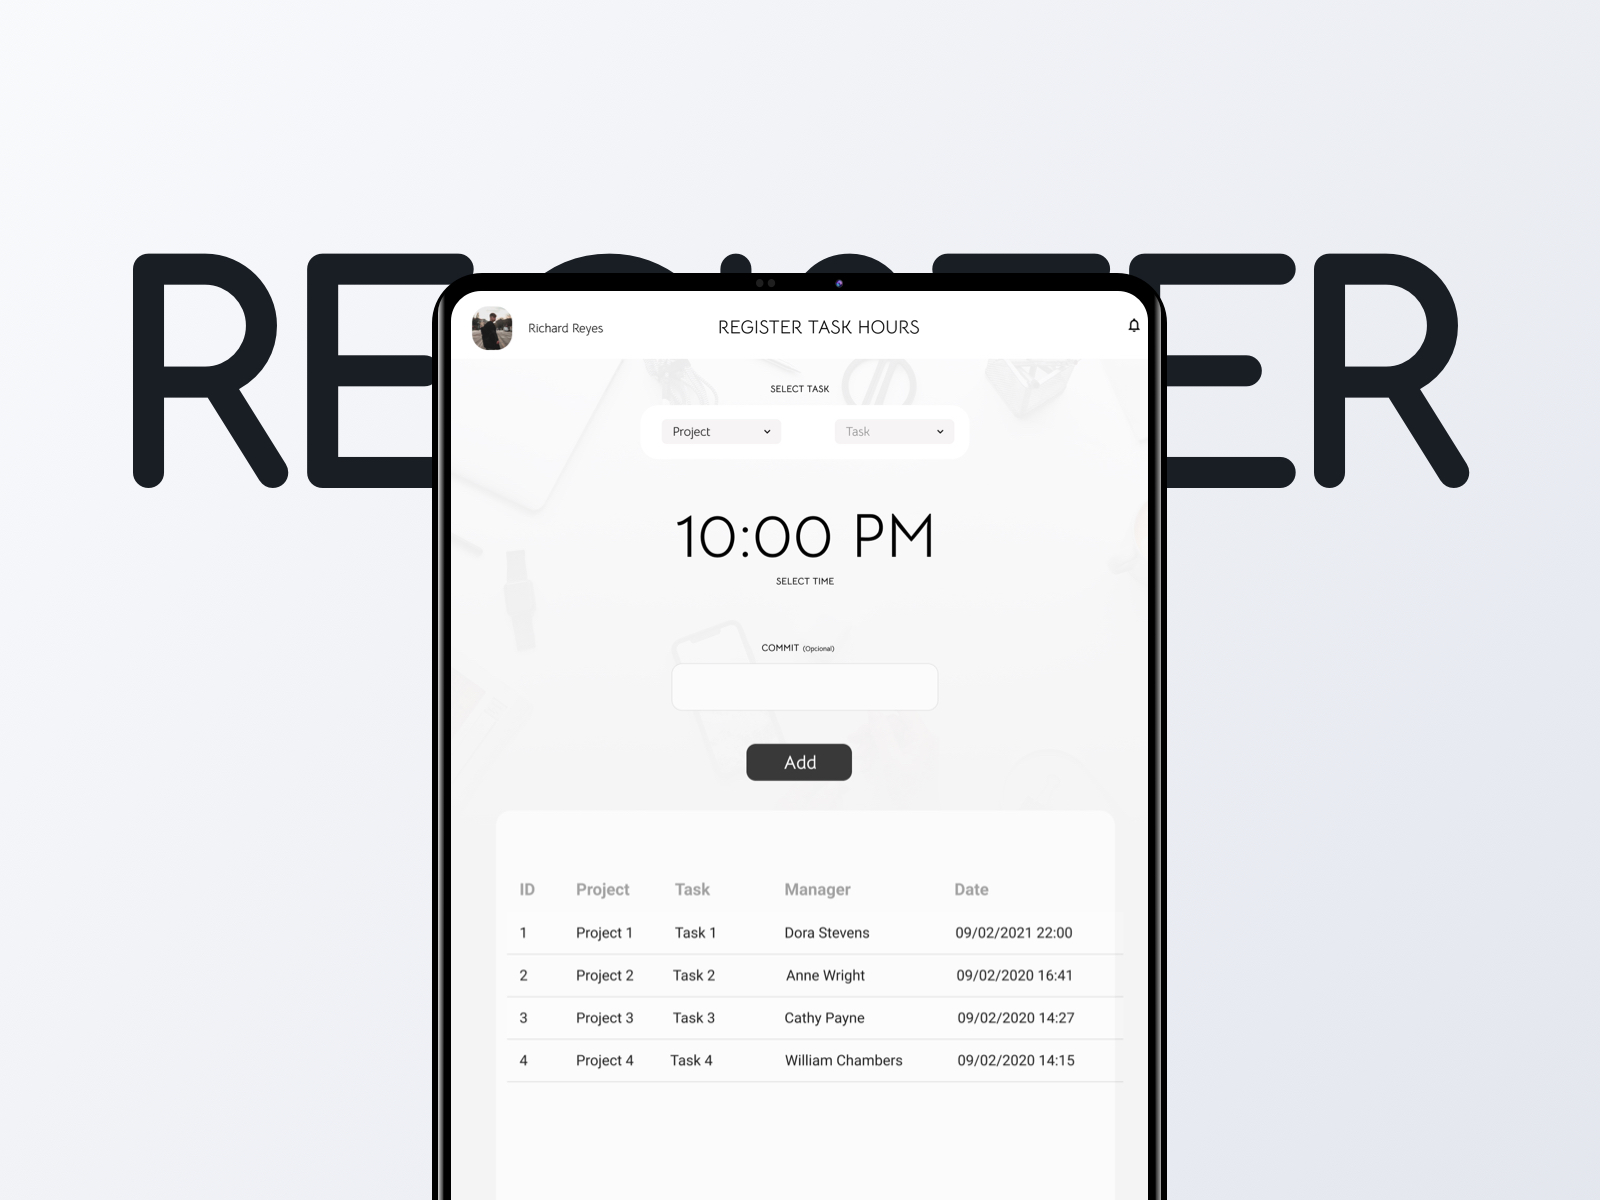 REGISTER
Richard Reyes
REGISTER TASK HOURS
SELECT TASK
Project
Task
10:00 PM
SELECT TIME
COMMIT (Opcional)
Add
ID Project Task Manager Date
1 Project 1 Task 1 Dora Stevens 09/02/2021 22:00
2 Project 2 Task 2 Anne Wright 09/02/2020 16:41
3 Project 3 Task 3 Cathy Payne 09/02/2020 14:27
4 Project 4 Task 4 William Chambers 09/02/2020 14:15